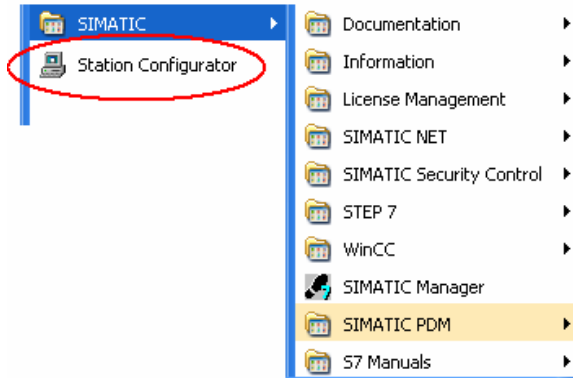 SIMATIC
Station Configurator
Documentation
Information
License Management
SIMATIC NET
SIMATIC Security Control
STEP 7
WinCC
SIMATIC Manager
SIMATIC PDM
S7 Manuals